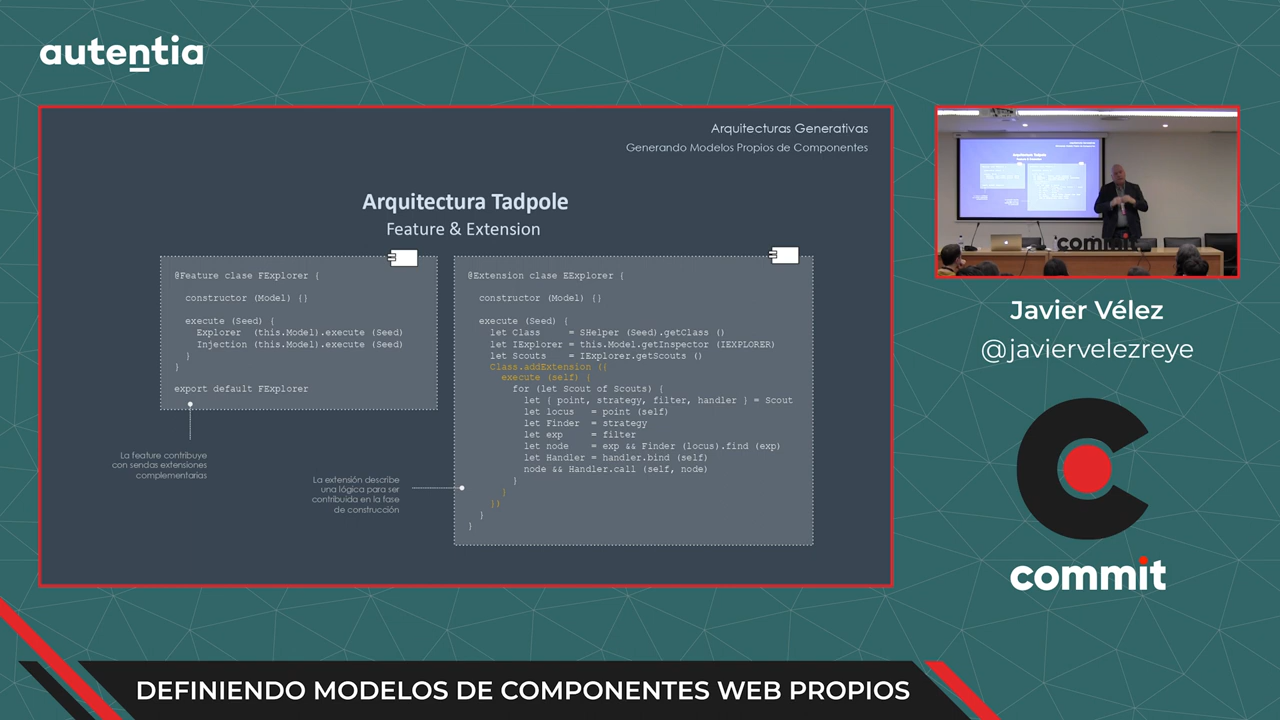 autentia
Arquitecturas Generativas
Generando Modelos Propios de Componentes
Arquitectura Tadpole
Feature & Extension
@Feature clase FExplorer {
constructor (Model) {}
execute (Seed) {
Explorer (this.Model).execute (Seed)
Injection (this.Model).execute (Seed)
}
}
export default FExplorer
La feature contribuye
con sendas extensiones
complementarias
@Extension clase EExplorer {
constructor (Model) {}
execute (Seed) {
let Class = SHelper (Seed).getClass ()
let IExplorer = this.Model.getInspector (IEXPLORER)
let Scouts = IExplorer.getScouts ()
Class.addExtension ({
execute (self) {
for (let Scout of Scouts) {
let { point, strategy, filter, handler } = Scout
let locus = point (self)
let Finder = strategy
let exp = filter
let node = exp && Finder (locus).find (exp)
let Handler = handler.bind (self)
node && Handler.call (self, node)
}
}
})
}
}
La extensión describe
una lógica para ser
contribuida en la fase
de construcción
commit
Javier Vélez
@javiervelezreye
commit
DEFINIENDO MODELOS DE COMPONENTES WEB PROPIOS